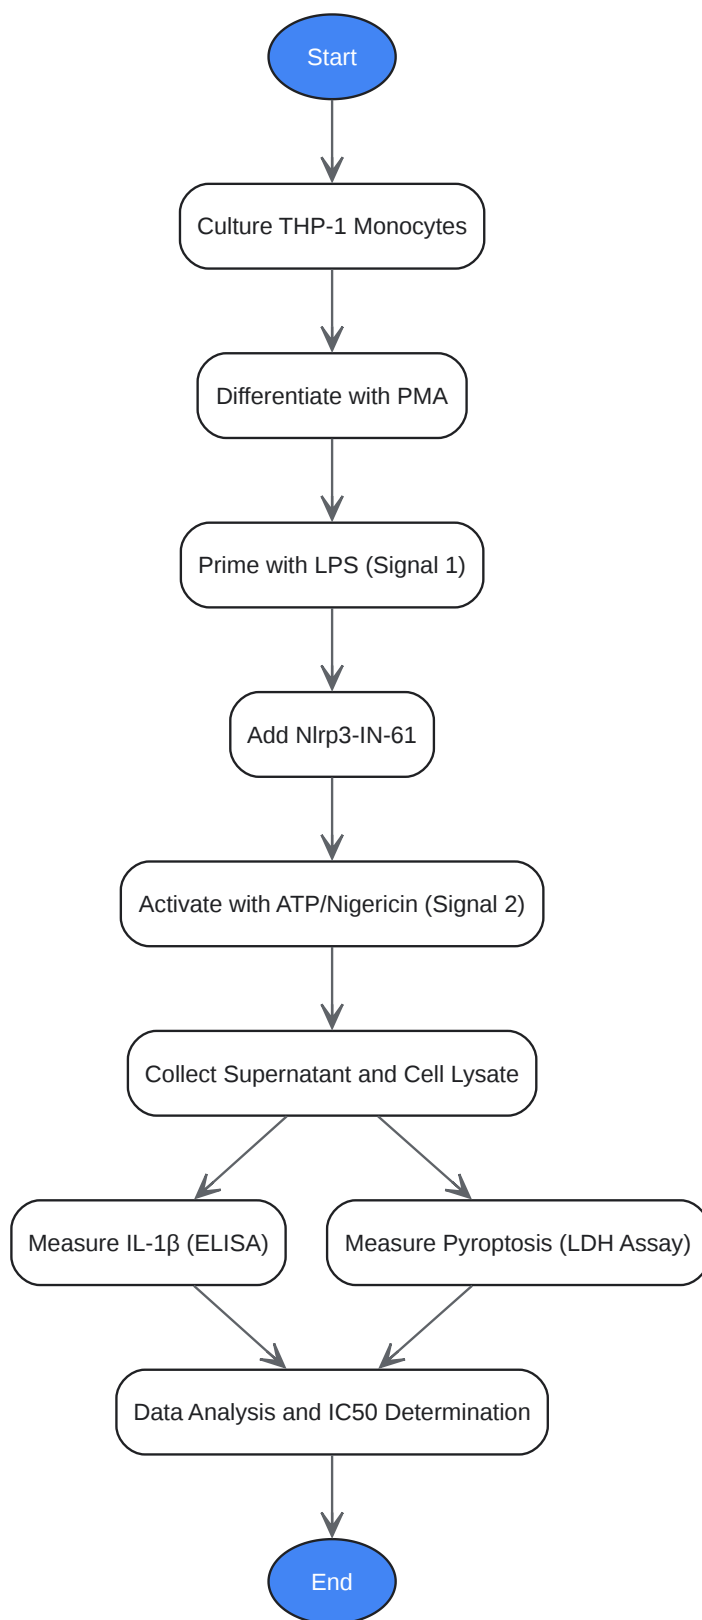 Start
Culture THP-1 Monocytes
Differentiate with PMA
Prime with LPS (Signal 1)
Add Nlrp3-IN-61
Activate with ATP/Nigericin (Signal 2)
Collect Supernatant and Cell Lysate
Measure IL-1β (ELISA)
Measure Pyroptosis (LDH Assay)
Data Analysis and IC50 Determination
End